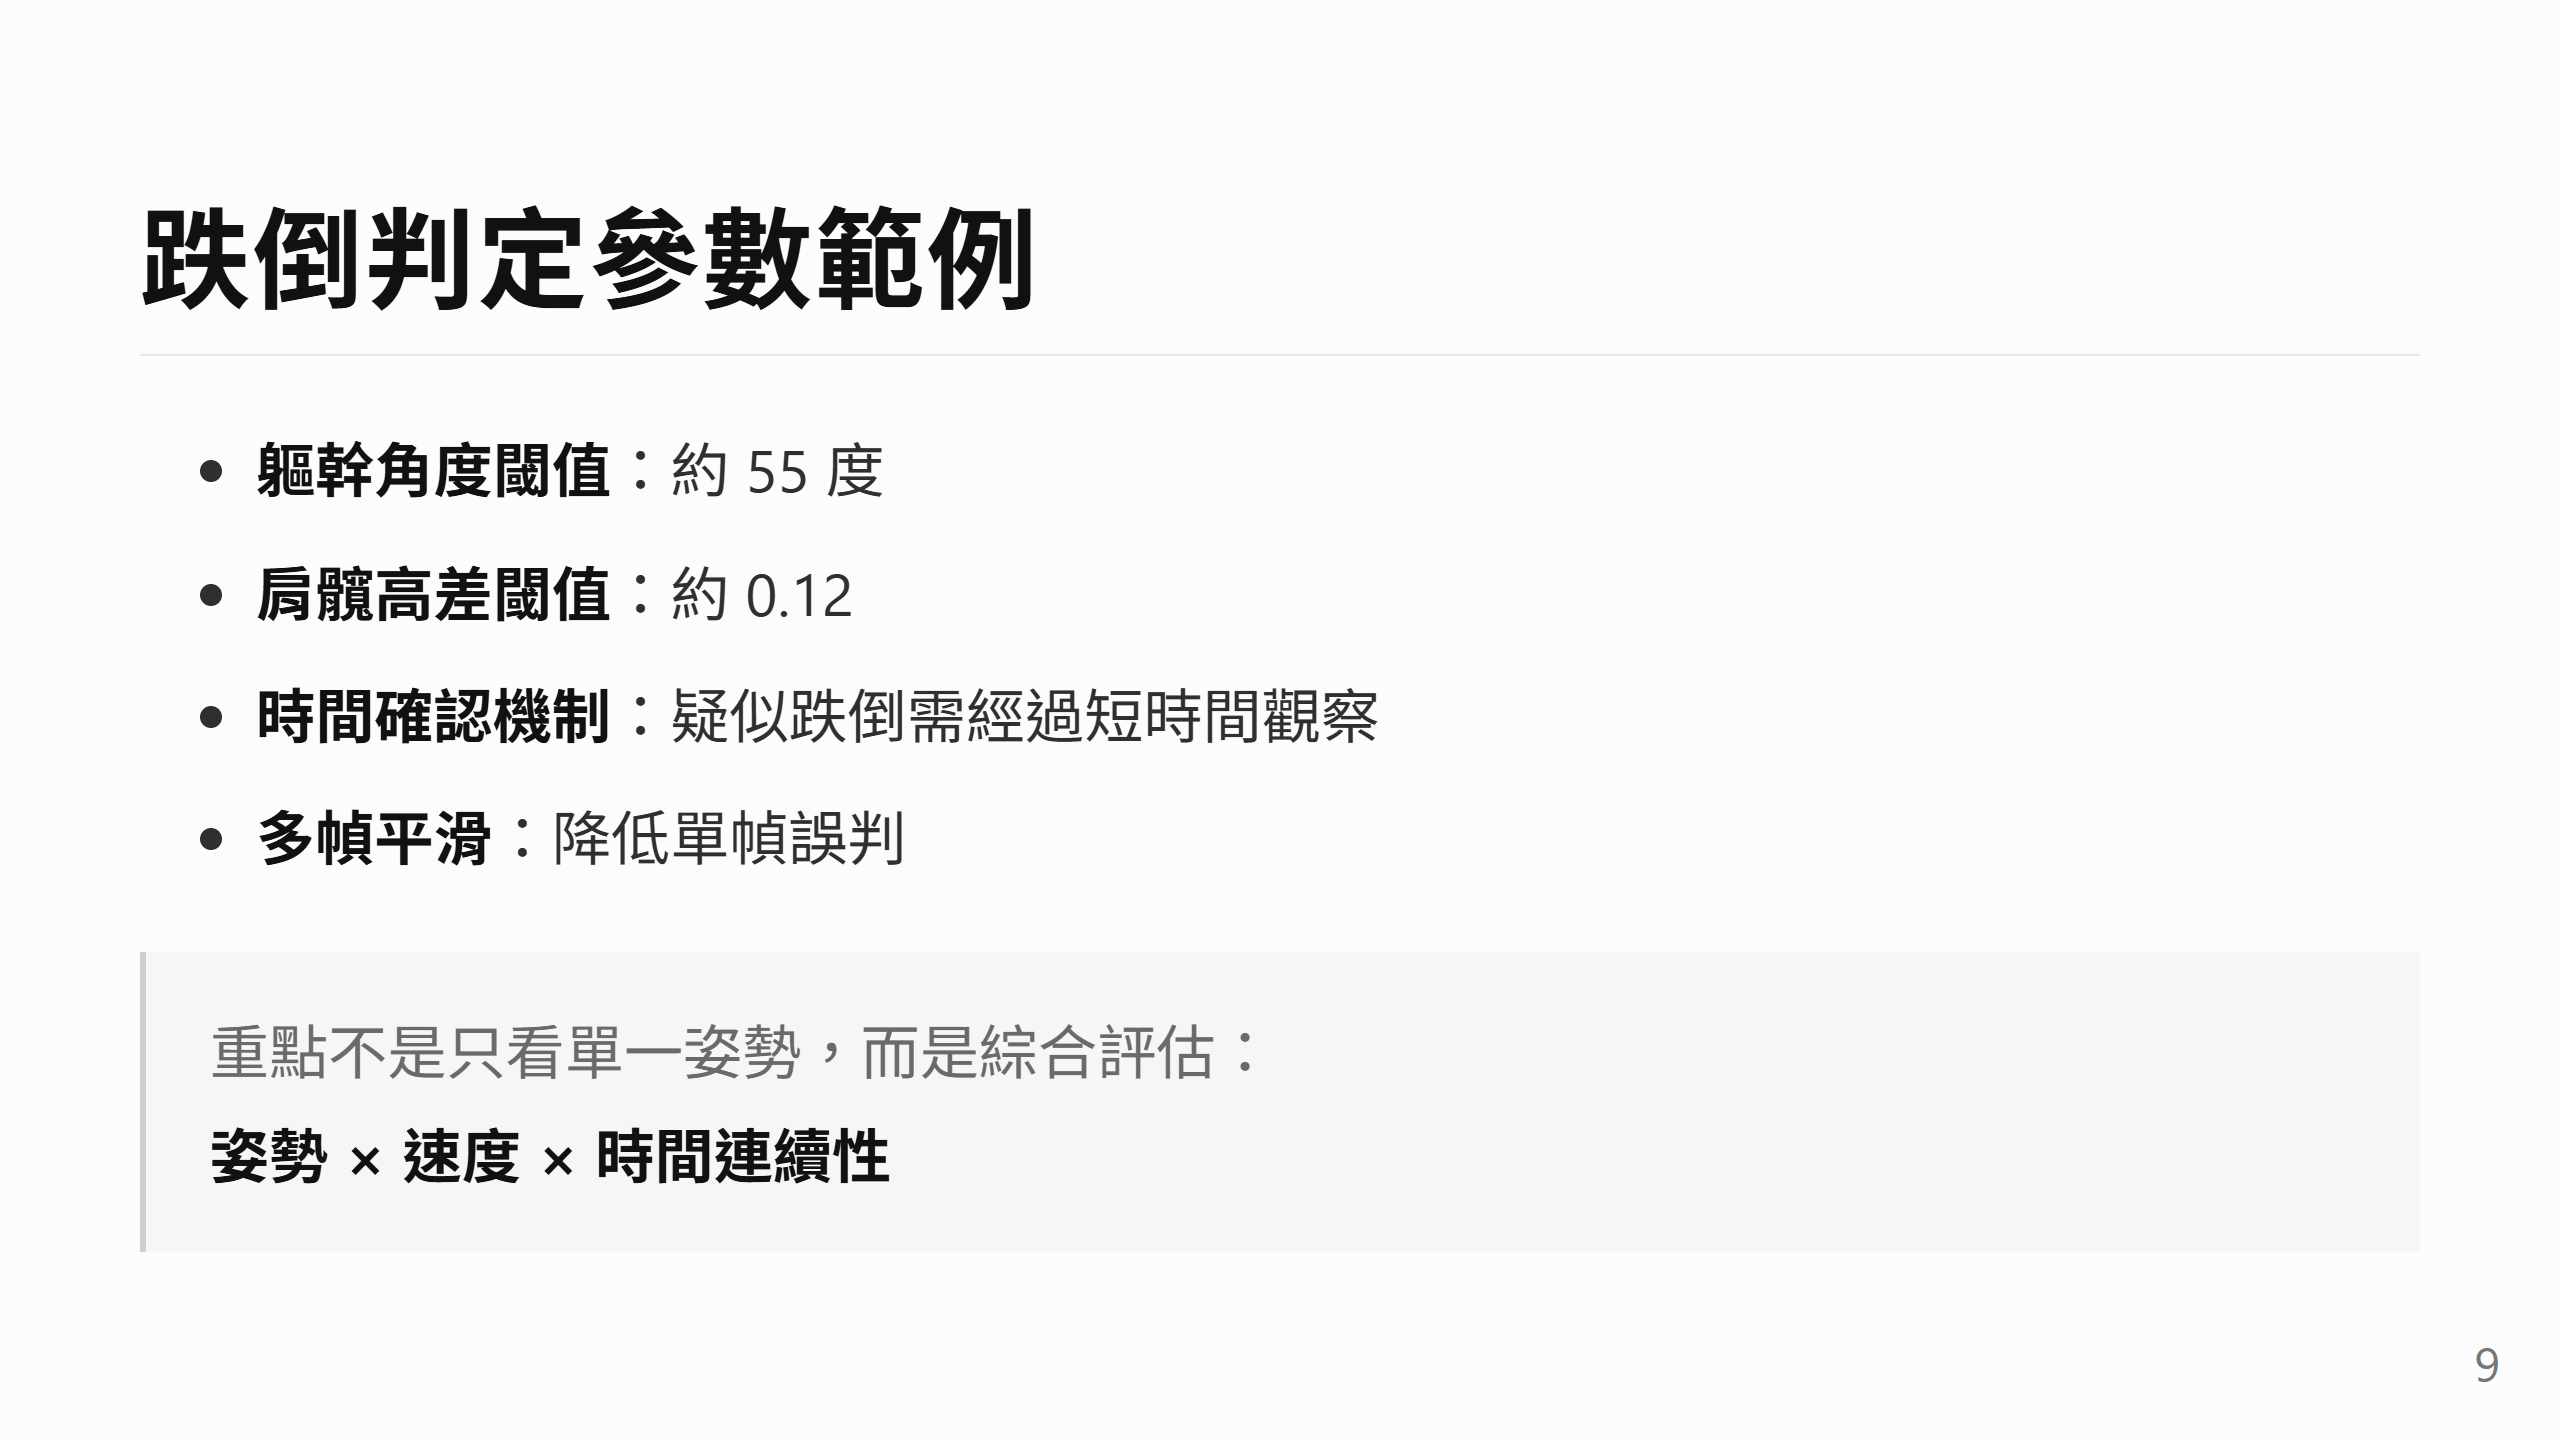 跌倒判定參數範例
• 軀幹角度閾值：約 55 度
• 肩髖高差閾值：約 0.12
• 時間確認機制：疑似跌倒需經過短時間觀察
• 多幀平滑：降低單幀誤判
重點不是只看單一姿勢，而是綜合評估：
姿勢 × 速度 × 時間連續性
9